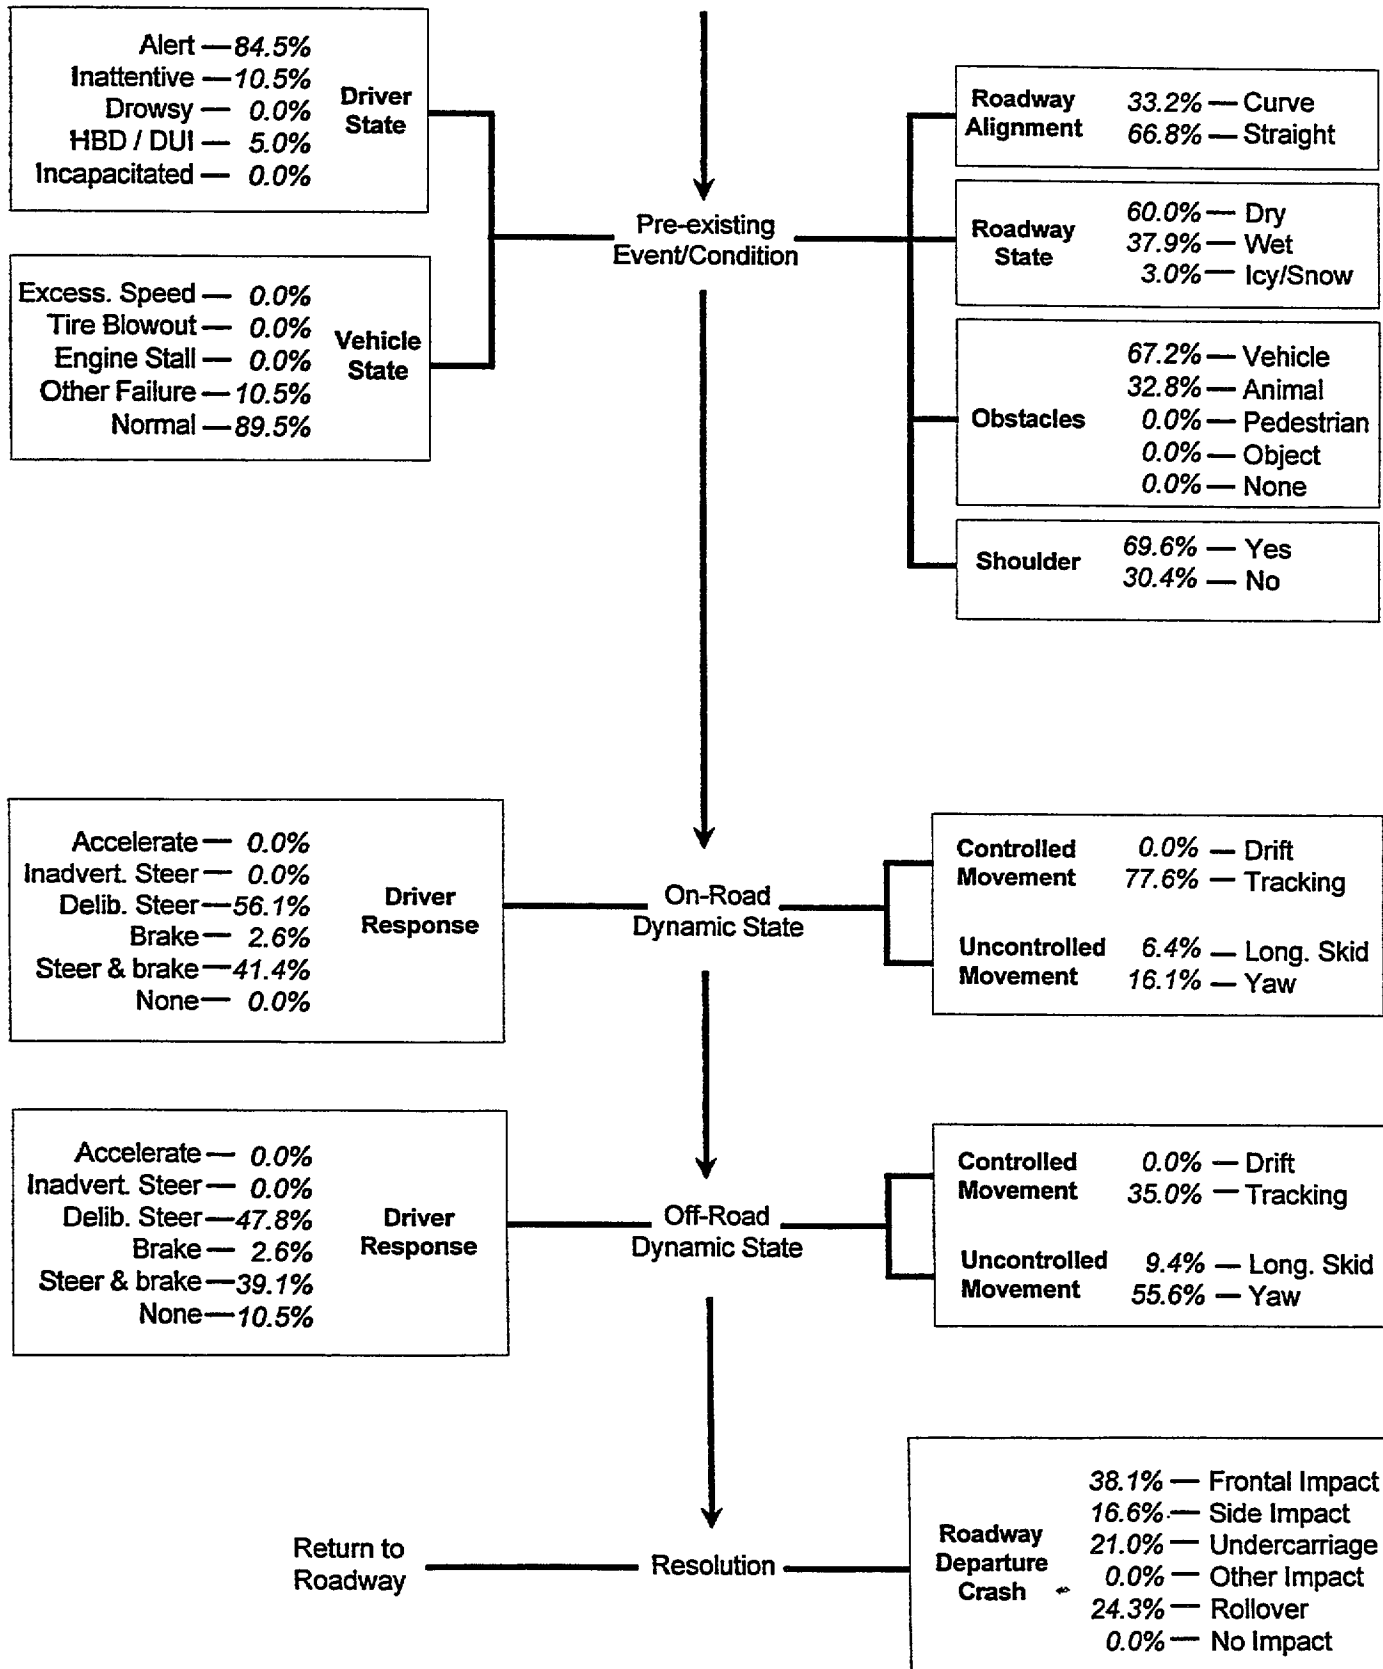 Alert — 84.5%
Inattentive — 10.5%
Drowsy — 0.0%
HBD / DUI — 5.0%
Incapacitated — 0.0%
Driver
State
Excess. Speed — 0.0%
Tire Blowout — 0.0%
Engine Stall — 0.0%
Other Failure — 10.5%
Normal — 89.5%
Vehicle
State
Pre-existing
Event/Condition
Roadway
Alignment
33.2% — Curve
66.8% — Straight
Roadway
State
60.0% — Dry
37.9% — Wet
3.0% — Icy/Snow
Obstacles
67.2% — Vehicle
32.8% — Animal
0.0% — Pedestrian
0.0% — Object
0.0% — None
Shoulder
69.6% — Yes
30.4% — No
Accelerate — 0.0%
Inadvert. Steer — 0.0%
Delib. Steer — 56.1%
Brake — 2.6%
Steer & brake — 41.4%
None — 0.0%
Driver
Response
On-Road
Dynamic State
Controlled
Movement
0.0% — Drift
77.6% — Tracking
Uncontrolled
Movement
6.4% — Long. Skid
16.1% — Yaw
Accelerate — 0.0%
Inadvert. Steer — 0.0%
Delib. Steer — 47.8%
Brake — 2.6%
Steer & brake — 39.1%
None — 10.5%
Driver
Response
Off-Road
Dynamic State
Controlled
Movement
0.0% — Drift
35.0% — Tracking
Uncontrolled
Movement
9.4% — Long. Skid
55.6% — Yaw
Return to
Roadway
Resolution
Roadway
Departure
Crash
38.1% — Frontal Impact
16.6% — Side Impact
21.0% — Undercarriage
0.0% — Other Impact
24.3% — Rollover
0.0% — No Impact